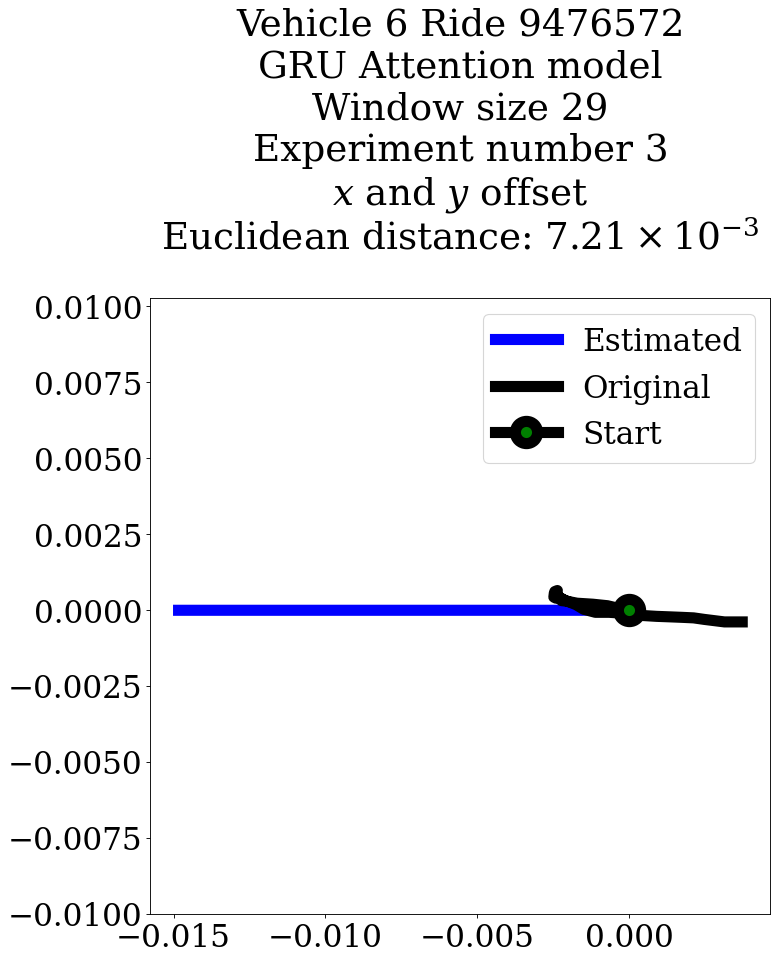 Vehicle 6 Ride 9476572
GRU Attention model
Window size 29
Experiment number 3
x and y offset
Euclidean distance: 7.21 × 10⁻³
0.0100
0.0075
0.0050
0.0025
0.0000
−0.0025
−0.0050
−0.0075
−0.0100
Estimated
Original
Start
−0.015 −0.010 −0.005 0.000